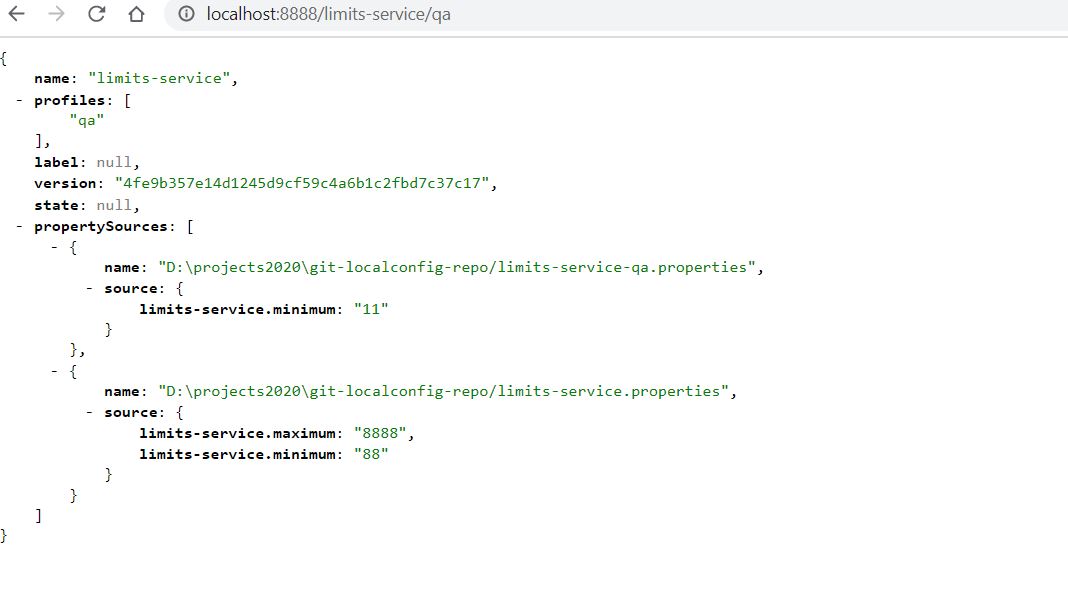 localhost:8888/limits-service/qa
{
name: "limits-service",
- profiles: [
"qa"
],
label: null,
version: "4fe9b357e14d1245d9cf59c4a6b1c2fbd7c37c17",
state: null,
- propertySources: [
- {
name: "D:\projects2020\git-localconfig-repo/limits-service-qa.properties",
- source: {
limits-service.minimum: "11"
}
},
- {
name: "D:\projects2020\git-localconfig-repo/limits-service.properties",
- source: {
limits-service.maximum: "8888",
limits-service.minimum: "88"
}
}
]
}